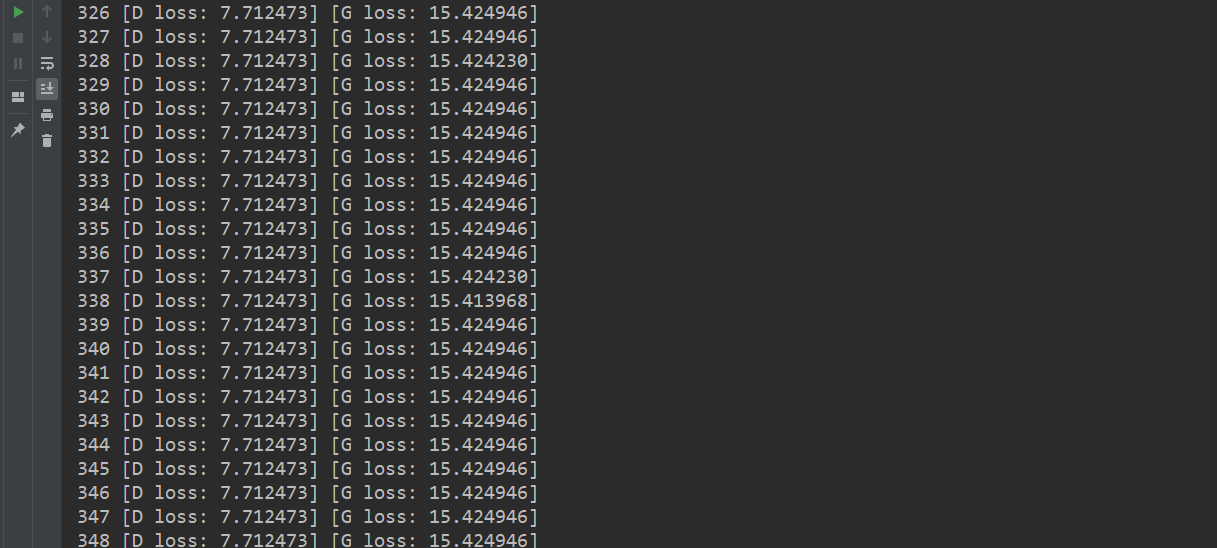 326 [D loss: 7.712473] [G loss: 15.424946]
327 [D loss: 7.712473] [G loss: 15.424946]
328 [D loss: 7.712473] [G loss: 15.424230]
329 [D loss: 7.712473] [G loss: 15.424946]
330 [D loss: 7.712473] [G loss: 15.424946]
331 [D loss: 7.712473] [G loss: 15.424946]
332 [D loss: 7.712473] [G loss: 15.424946]
333 [D loss: 7.712473] [G loss: 15.424946]
334 [D loss: 7.712473] [G loss: 15.424946]
335 [D loss: 7.712473] [G loss: 15.424946]
336 [D loss: 7.712473] [G loss: 15.424946]
337 [D loss: 7.712473] [G loss: 15.424230]
338 [D loss: 7.712473] [G loss: 15.413968]
339 [D loss: 7.712473] [G loss: 15.424946]
340 [D loss: 7.712473] [G loss: 15.424946]
341 [D loss: 7.712473] [G loss: 15.424946]
342 [D loss: 7.712473] [G loss: 15.424946]
343 [D loss: 7.712473] [G loss: 15.424946]
344 [D loss: 7.712473] [G loss: 15.424946]
345 [D loss: 7.712473] [G loss: 15.424946]
346 [D loss: 7.712473] [G loss: 15.424946]
347 [D loss: 7.712473] [G loss: 15.424946]
348 [D loss: 7.712473] [G loss: 15.424946]